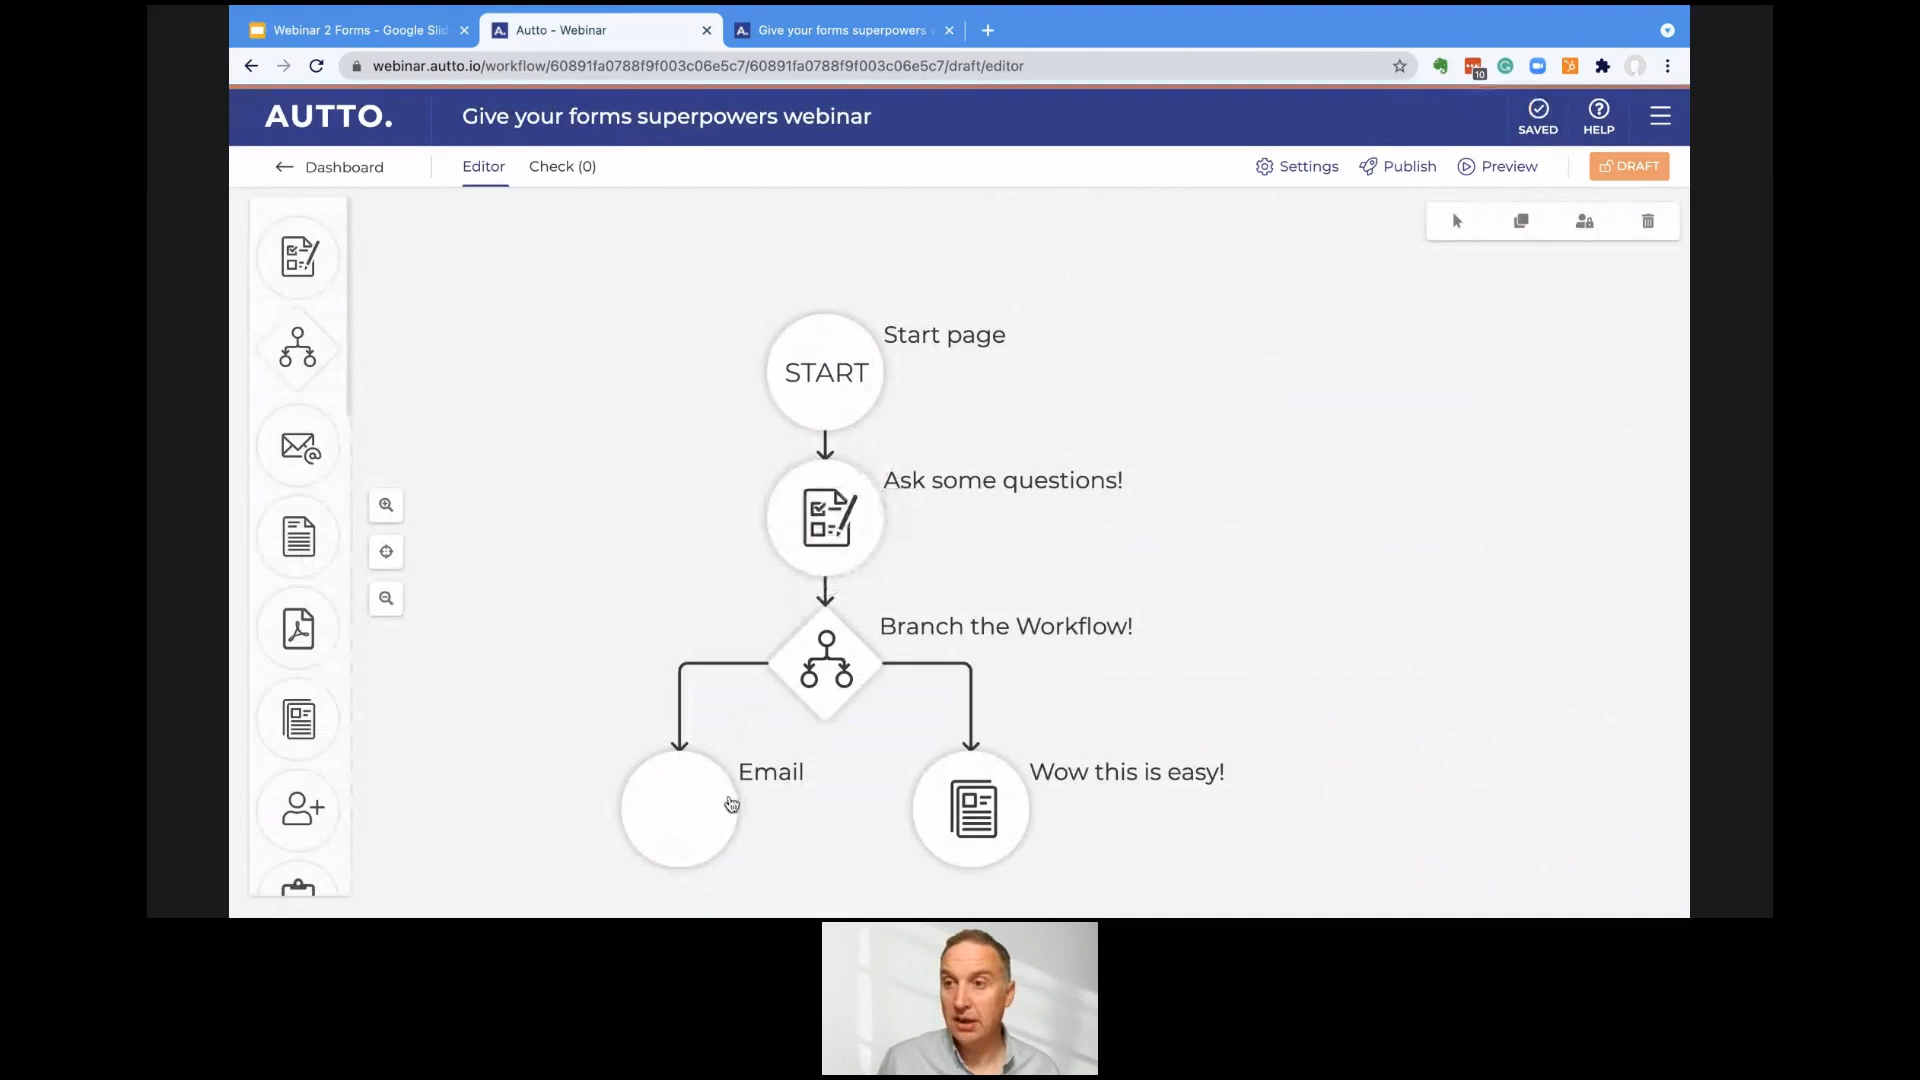 Webinar 2 Forms - Google Slid
Autto - Webinar
Give your forms superpowers
webinar.autto.io/workflow/60891fa0788f9f003c06e5c7/60891fa0788f9f003c06e5c7/draft/editor
10
AUTTO.
Give your forms superpowers webinar
SAVED
HELP
Dashboard
Editor
Check (0)
Settings
Publish
Preview
DRAFT
Start page
START
Ask some questions!
Branch the Workflow!
Email
Wow this is easy!